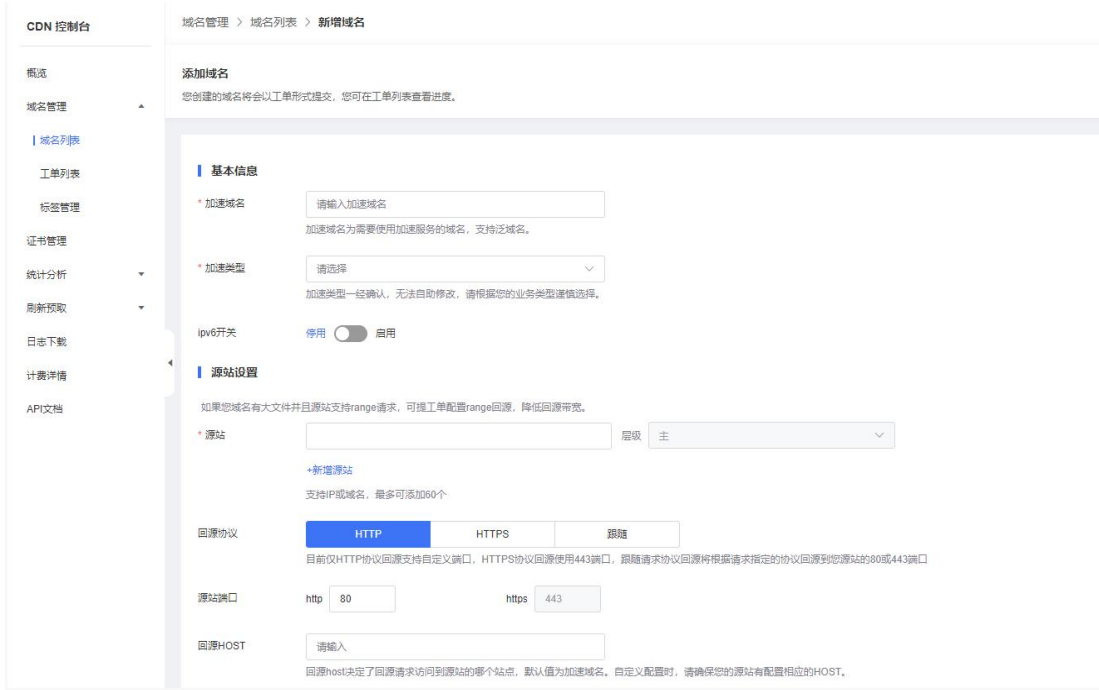 CDN 控制台
概览
域名管理
域名列表
工单列表
标签管理
证书管理
统计分析
刷新预取
日志下载
计费详情
API文档
域名管理 > 域名列表 > 新增域名
添加域名
您创建的域名将会以工单形式提交，您可在工单列表查看进度。
基本信息
* 加速域名 请输入加速域名
加速域名为需要使用加速服务的域名，支持泛域名。
* 加速类型 请选择
加速类型一经确认，无法自助修改，请根据您的业务类型谨慎选择。
ipv6开关 停用 启用
源站设置
如果您域名有大文件并且源站支持range请求，可提工单配置range回源，降低回源带宽。
* 源站 层级 主
+新增源站
支持IP或域名，最多可添加60个
回源协议 HTTP HTTPS 跟随
目前仅HTTP协议回源支持自定义端口，HTTPS协议回源使用443端口，跟随请求协议回源将根据请求指定的协议回源到您源站的80或443端口
源站端口 http 80 https 443
回源HOST 请输入
回源host决定了回源请求访问到源站的哪个站点，默认值为加速域名。自定义配置时，请确保您的源站有配置相应的HOST。